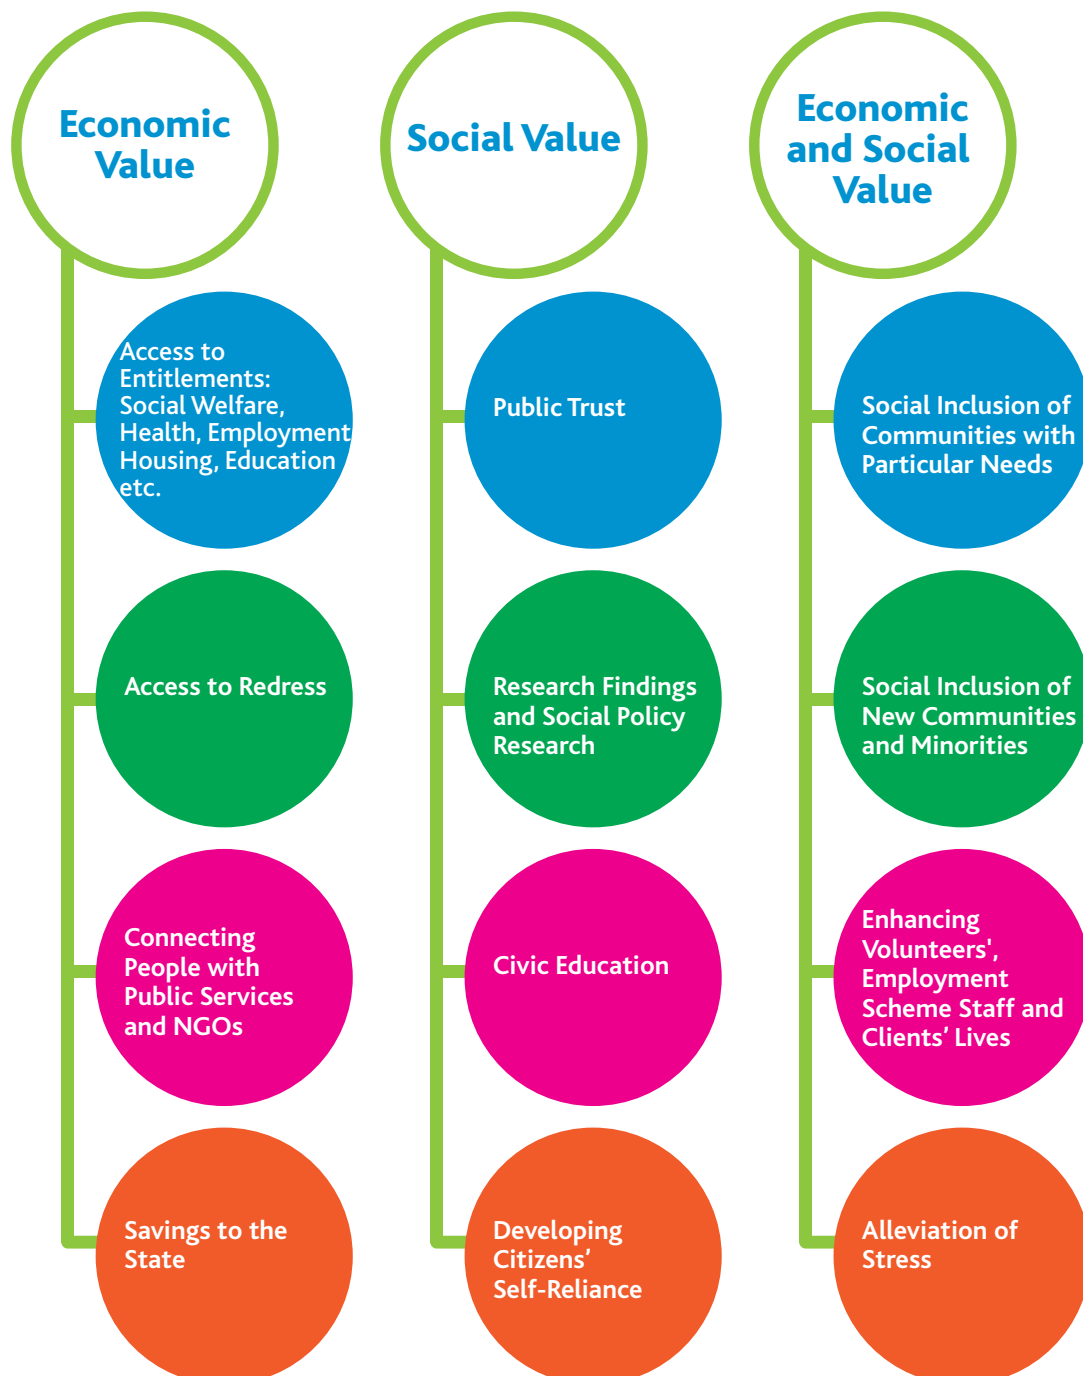 Economic
Value
Access to
Entitlements:
Social Welfare,
Health, Employment
Housing, Education
etc.
Access to Redress
Connecting
People with
Public Services
and NGOs
Savings to the
State
Social Value
Public Trust
Research Findings
and Social Policy
Research
Civic Education
Developing
Citizens’
Self-Reliance
Economic
and Social
Value
Social Inclusion of
Communities with
Particular Needs
Social Inclusion of
New Communities
and Minorities
Enhancing
Volunteers',
Employment
Scheme Staff and
Clients’ Lives
Alleviation of
Stress